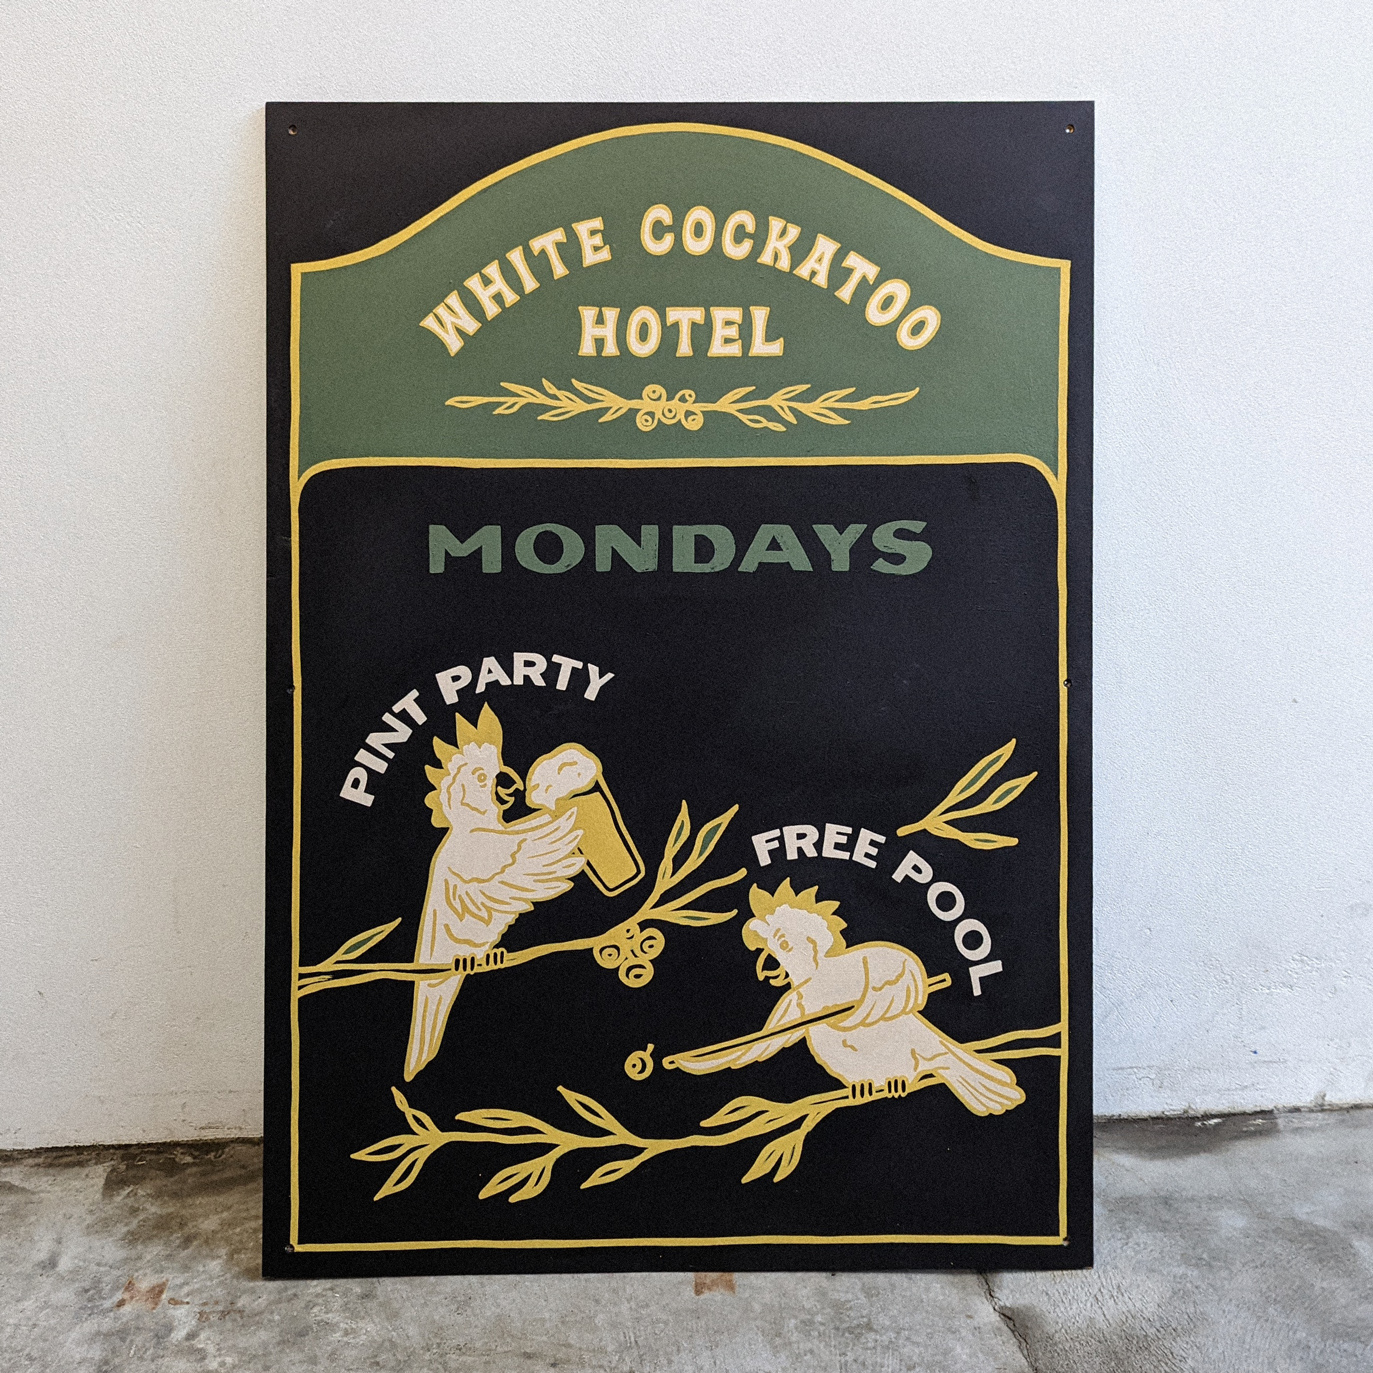 WHITE COCKATOO
HOTEL
MONDAYS
PINT PARTY
FREE POOL